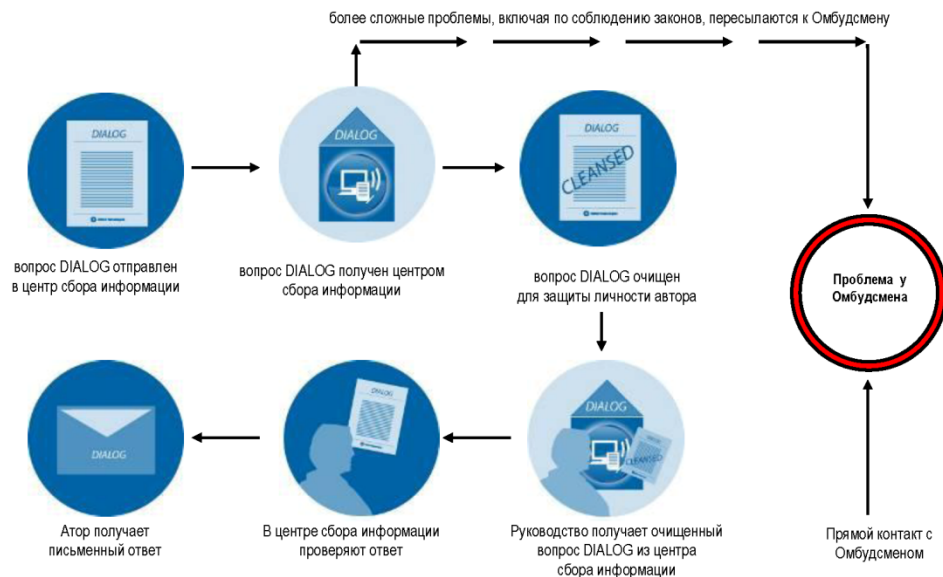 более сложные проблемы, включая по соблюдению законов, пересылаются к Омбудсмену
DIALOG
DIALOG
DIALOG
CLEANSED
вопрос DIALOG отправлен
в центр сбора информации
вопрос DIALOG получен центром
сбора информации
вопрос DIALOG очищен
для защиты личности автора
Проблема у
Омбудсмена
DIALOG
DIALOG
CLEANSED
Атор получает
письменный ответ
В центре сбора информации
проверяют ответ
Руководство получает очищенный
вопрос DIALOG из центра
сбора информации
Прямой контакт с
Омбудсменом